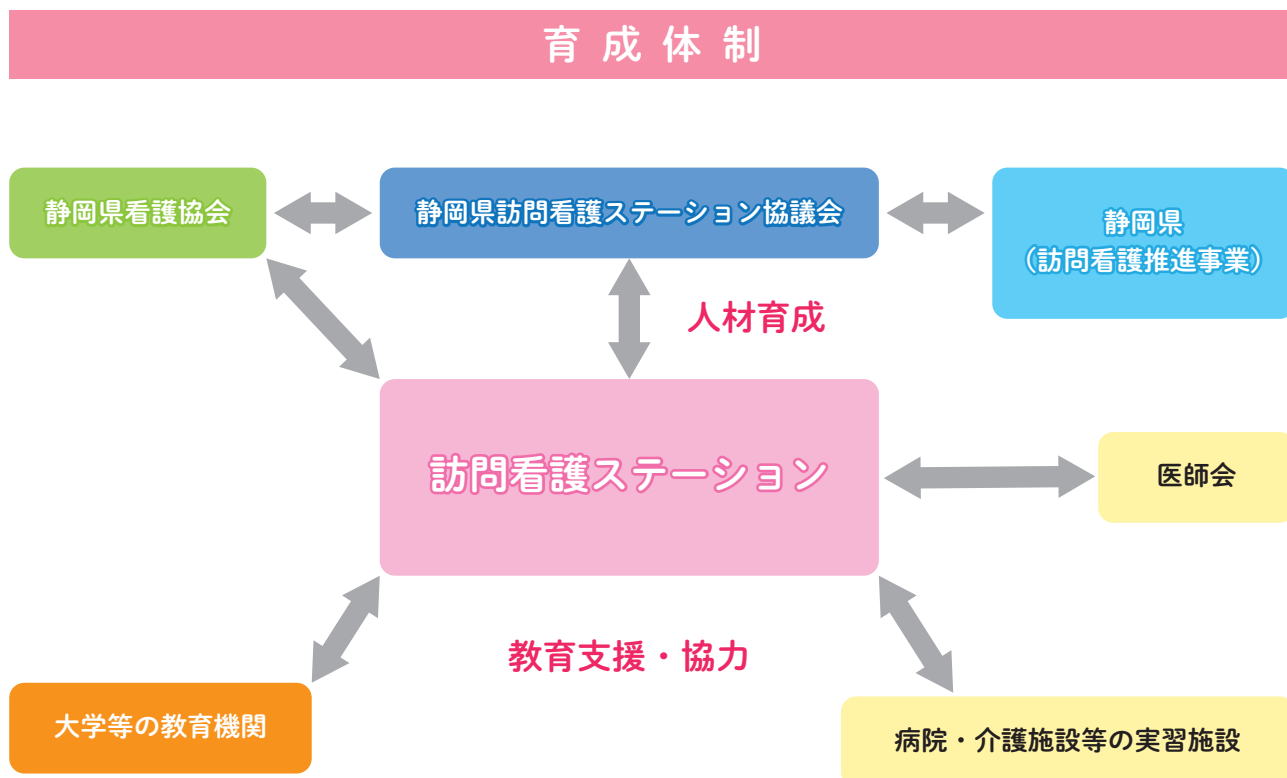 育成体制
静岡県看護協会
静岡県訪問看護ステーション協議会
静岡県
（訪問看護推進事業）
人材育成
訪問看護ステーション
医師会
教育支援・協力
大学等の教育機関
病院・介護施設等の実習施設